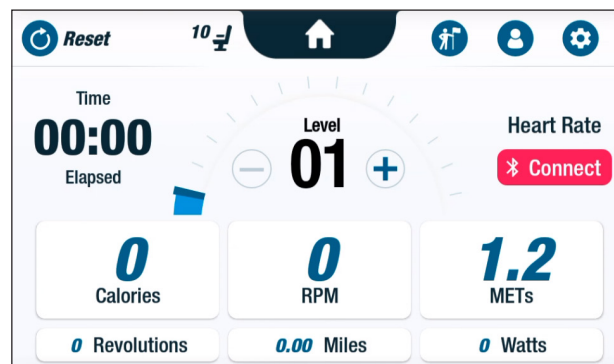 Reset
10
Time
00:00
Elapsed
Level
01
Heart Rate
Connect
0
Calories
0
RPM
1.2
METs
0 Revolutions
0.00 Miles
0 Watts